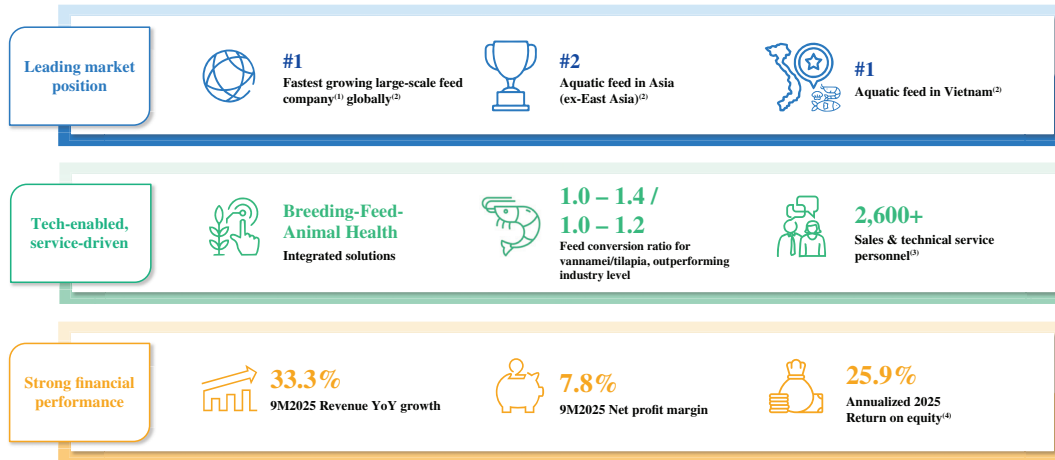 Leading market
position
#1
Fastest growing large-scale feed
company(1) globally(2)
#2
Aquatic feed in Asia
(ex-East Asia)(2)
#1
Aquatic feed in Vietnam(2)
Tech-enabled,
service-driven
Breeding-Feed-
Animal Health
Integrated solutions
1.0 – 1.4 /
1.0 – 1.2
Feed conversion ratio for
vannamei/tilapia, outperforming
industry level
2,600+
Sales & technical service
personnel(3)
Strong financial
performance
33.3%
9M2025 Revenue YoY growth
7.8%
9M2025 Net profit margin
25.9%
Annualized 2025
Return on equity(4)